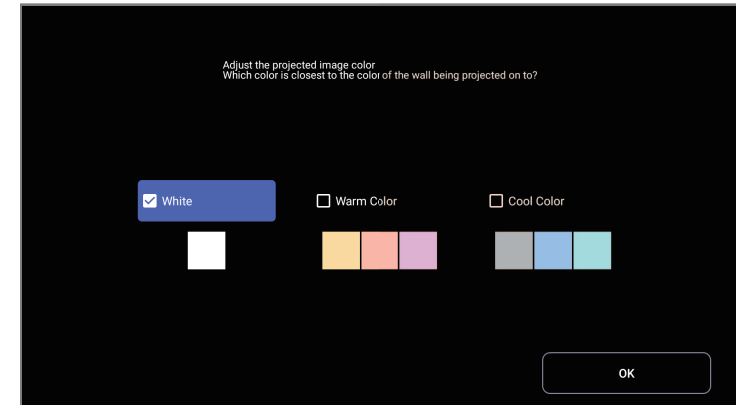 Adjust the projected image color
Which color is closest to the color of the wall being projected on to?
White
Warm Color
Cool Color
OK